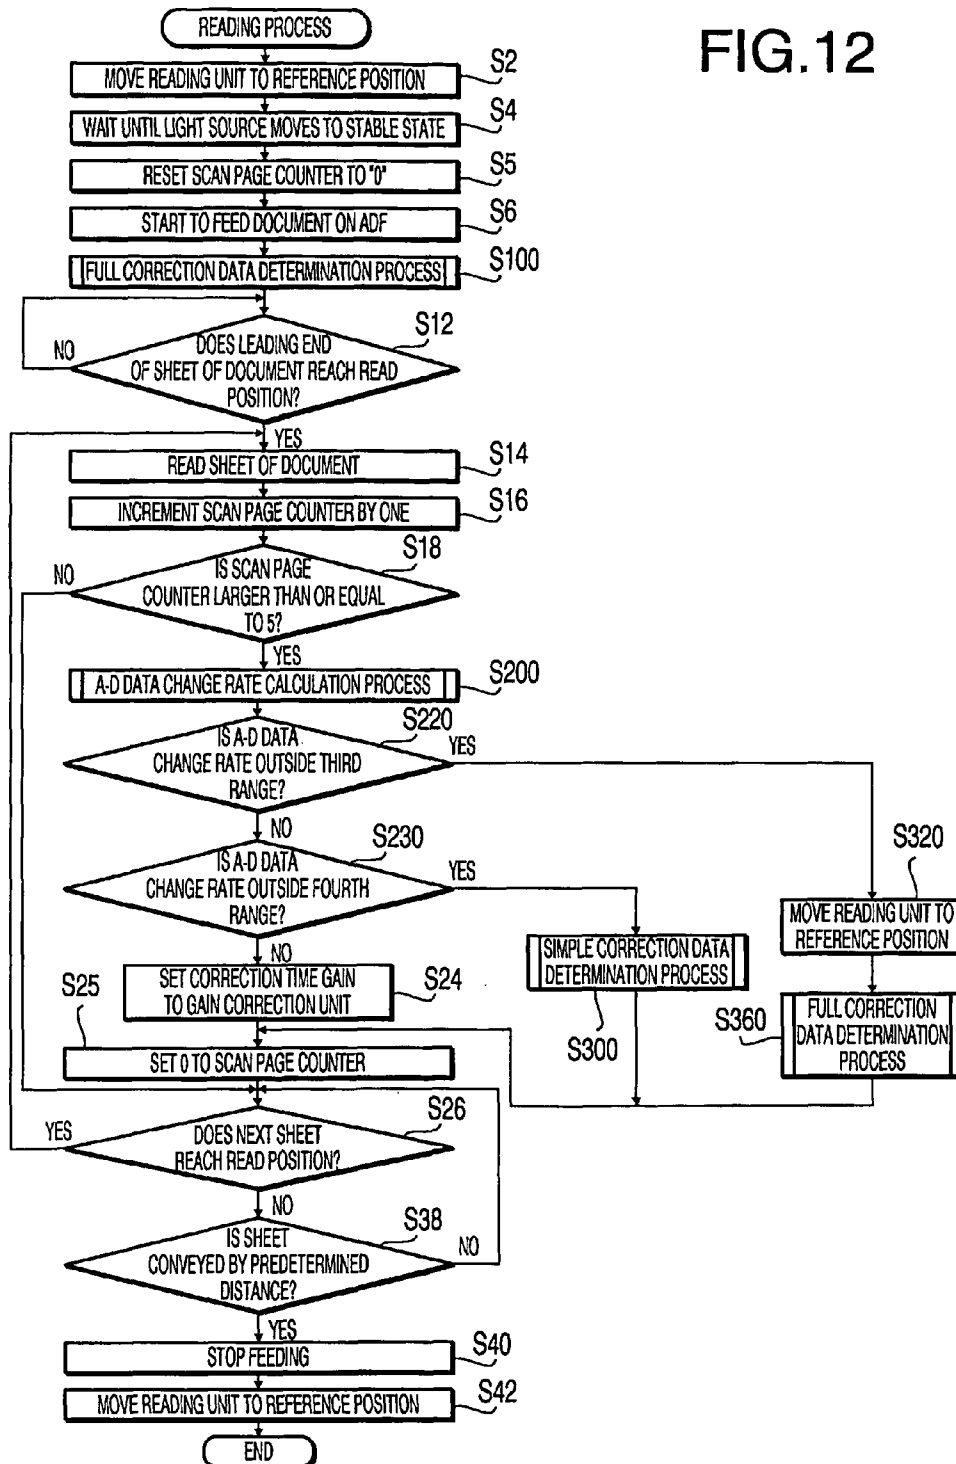 FIG.12
READING PROCESS
S2
MOVE READING UNIT TO REFERENCE POSITION
S4
WAIT UNTIL LIGHT SOURCE MOVES TO STABLE STATE
S5
RESET SCAN PAGE COUNTER TO "0"
S6
START TO FEED DOCUMENT ON ADF
S100
FULL CORRECTION DATA DETERMINATION PROCESS
S12
NO
DOES LEADING END
OF SHEET OF DOCUMENT REACH READ
POSITION?
YES
S14
READ SHEET OF DOCUMENT
S16
INCREMENT SCAN PAGE COUNTER BY ONE
S18
NO
IS SCAN PAGE
COUNTER LARGER THAN OR EQUAL
TO 5?
YES
S200
A-D DATA CHANGE RATE CALCULATION PROCESS
S220
YES
IS A-D DATA
CHANGE RATE OUTSIDE THIRD
RANGE?
NO
S230
YES
IS A-D DATA
CHANGE RATE OUTSIDE FOURTH
RANGE?
NO
S320
MOVE READING UNIT TO
REFERENCE POSITION
SIMPLE CORRECTION DATA
DETERMINATION PROCESS
S300
S360
FULL CORRECTION
DATA DETERMINATION
PROCESS
S24
SET CORRECTION TIME GAIN
TO GAIN CORRECTION UNIT
S25
SET 0 TO SCAN PAGE COUNTER
S26
YES
DOES NEXT SHEET
REACH READ POSITION?
NO
S38
NO
IS SHEET
CONVEYED BY PREDETERMINED
DISTANCE?
YES
S40
STOP FEEDING
S42
MOVE READING UNIT TO REFERENCE POSITION
END